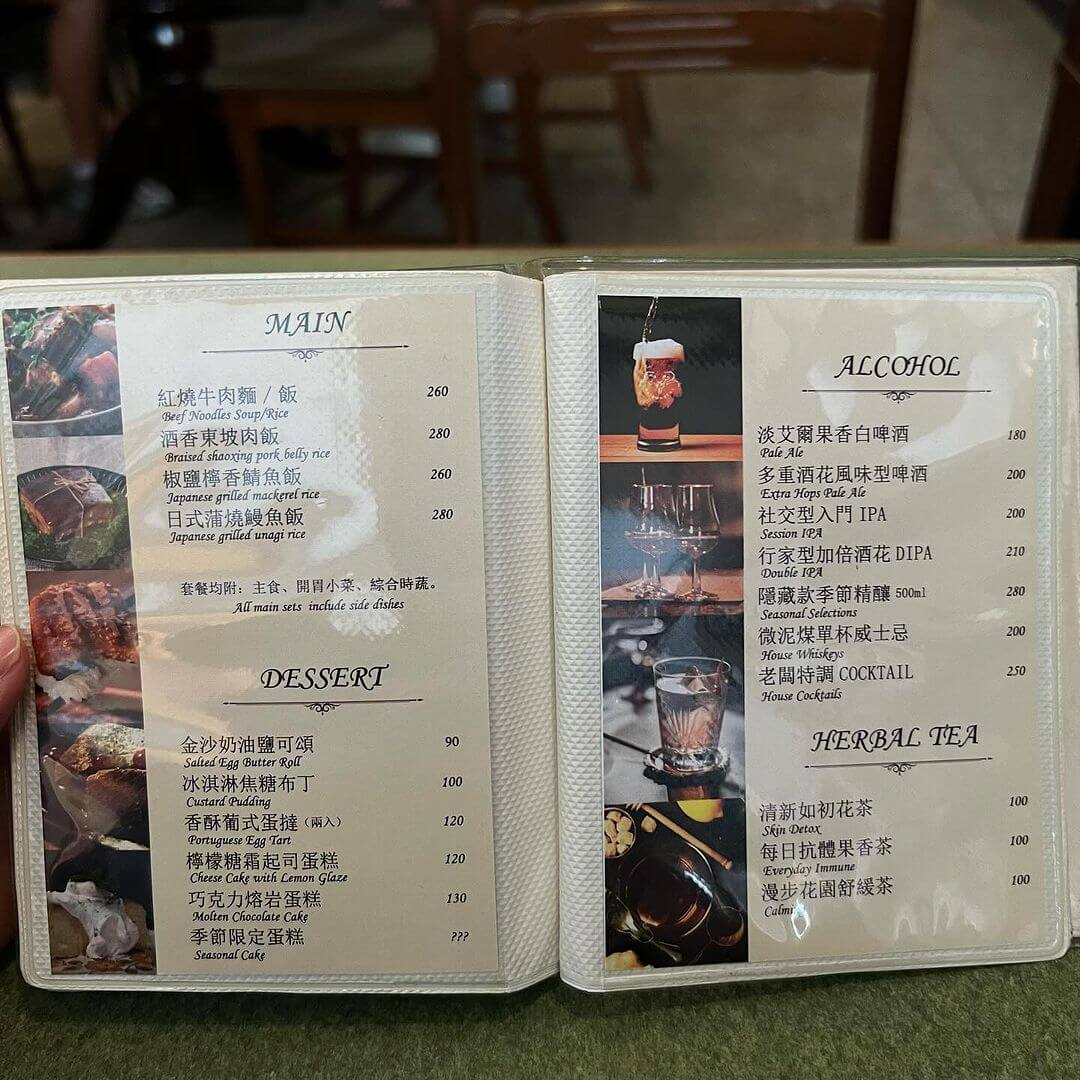 MAIN
紅燒牛肉麵 / 飯 260
Beef Noodles Soup/Rice
酒香東坡肉飯 280
Braised shaoxing pork belly rice
椒鹽檸香鯖魚飯 260
Japanese grilled mackerel rice
日式蒲燒鰻魚飯 280
Japanese grilled unagi rice
套餐均附：主食、開胃小菜、綜合時蔬。
All main sets include side dishes
DESSERT
金沙奶油鹽可頌 90
Salted Egg Butter Roll
冰淇淋焦糖布丁 100
Custard Pudding
香酥葡式蛋撻（兩入） 120
Portuguese Egg Tart
檸檬糖霜起司蛋糕 120
Cheese Cake with Lemon Glaze
巧克力熔岩蛋糕 130
Molten Chocolate Cake
季節限定蛋糕 ???
Seasonal Cake
ALCOHOL
淡艾爾果香白啤酒 180
Pale Ale
多重酒花風味型啤酒 200
Extra Hops Pale Ale
社交型入門 IPA 200
Session IPA
行家型加倍酒花 DIPA 210
Double IPA
隱藏款季節精釀 500ml 280
Seasonal Selections
微泥煤單杯威士忌 200
House Whiskeys
老闆特調 COCKTAIL 250
House Cocktails
HERBAL TEA
清新如初花茶 100
Skin Detox
每日抗體果香茶 100
Everyday Immune
漫步花園舒緩茶 100